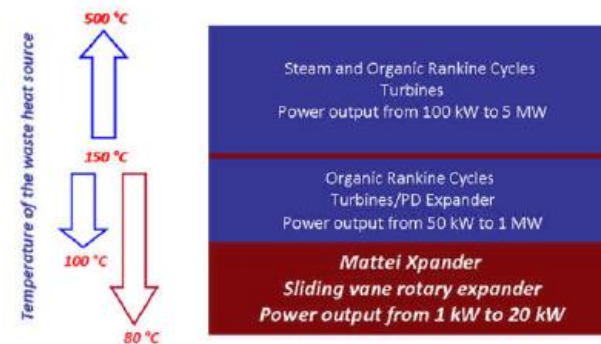 Temperature of the waste heat source
500 °C
150 °C
100 °C
80 °C
Steam and Organic Rankine Cycles
Turbines
Power output from 100 kW to 5 MW
Organic Rankine Cycles
Turbines/PD Expander
Power output from 50 kW to 1 MW
Mattei Xpander
Sliding vane rotary expander
Power output from 1 kW to 20 kW